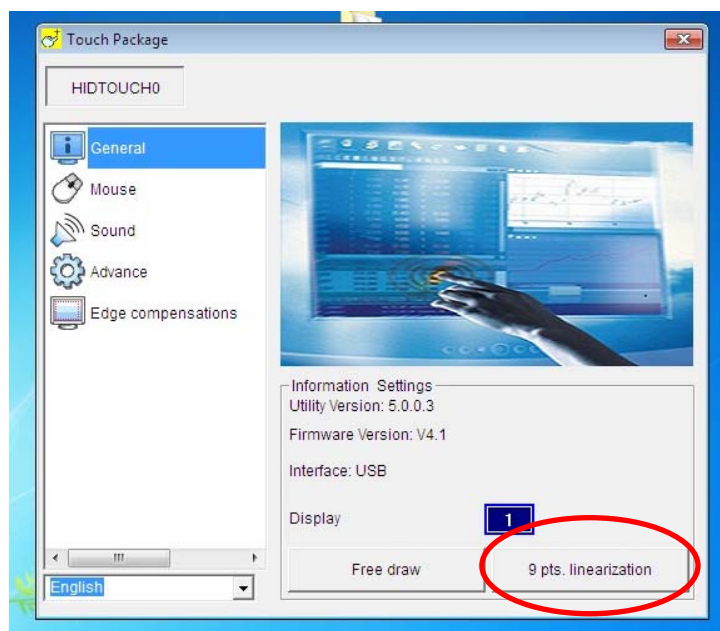 Touch Package
HIDTOUCH0
General
Mouse
Sound
Advance
Edge compensations
Information Settings
Utility Version: 5.0.0.3
Firmware Version: V4.1
Interface: USB
Display 1
Free draw 9 pts. linearization
English